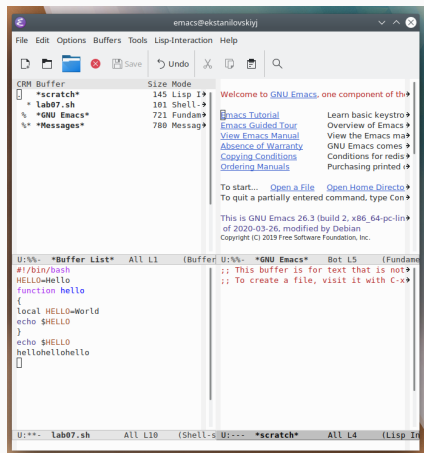 emacs@ekstanilovskiyj
File Edit Options Buffers Tools Lisp-Interaction Help
Save Undo
CRM Buffer Size Mode
. *scratch* 145 Lisp I
* lab07.sh 101 Shell-
% *GNU Emacs* 721 Fundam
%* *Messages* 780 Messag
U:%%- *Buffer List* All L1 (Buffer
Welcome to GNU Emacs, one component of th
Emacs Tutorial Learn basic keystro
Emacs Guided Tour Overview of Emacs
View Emacs Manual View the Emacs ma
Absence of Warranty GNU Emacs comes
Copying Conditions Conditions for redis
Ordering Manuals Purchasing printed
To start... Open a File Open Home Directo
To quit a partially entered command, type Con
This is GNU Emacs 26.3 (build 2, x86_64-pc-lin
of 2020-03-26, modified by Debian
Copyright (C) 2019 Free Software Foundation, Inc.
U:%%- *GNU Emacs* Bot L5 (Fundame
#!/bin/bash
HELLO=Hello
function hello
{
local HELLO=World
echo $HELLO
}
echo $HELLO
hellohellohello
U:**- lab07.sh All L10 (Shell-s
;; This buffer is for text that is not
;; To create a file, visit it with C-x
U:--- *scratch* All L4 (Lisp In